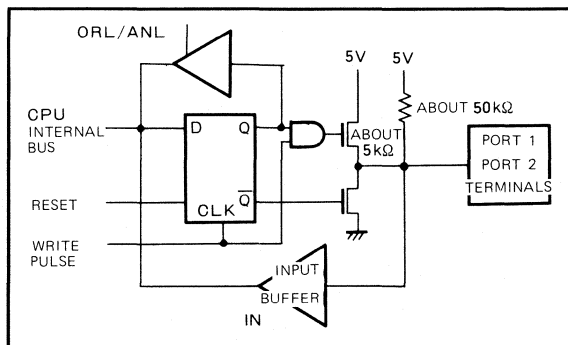 ORL/ANL
5V
5V
ABOUT 50kΩ
CPU
INTERNAL
BUS
D
Q
ABOUT
5kΩ
PORT 1
PORT 2
TERMINALS
RESET
CLK
Q̅
WRITE
PULSE
INPUT
BUFFER
IN